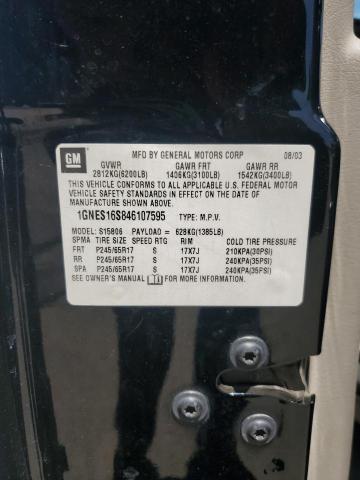 GM
MFD BY GENERAL MOTORS CORP 08/03
GVWR GAWR FRT GAWR RR
2812KG(6200LB) 1406KG(3100LB) 1542KG(3400LB)
THIS VEHICLE CONFORMS TO ALL APPLICABLE U.S. FEDERAL MOTOR
VEHICLE SAFETY STANDARDS IN EFFECT ON THE DATE OF
MANUFACTURE SHOWN ABOVE.
1GNES16S846107595 TYPE: M.P.V.
MODEL: S15806 PAYLOAD = 628KG(1385LB)
SPMA TIRE SIZE SPEED RTG RIM COLD TIRE PRESSURE
FRT P245/65R17 S 17X7J 210KPA(30PSI)
RR P245/65R17 S 17X7J 240KPA(35PSI)
SPA P245/65R17 S 17X7J 240KPA(35PSI)
SEE OWNER'S MANUAL FOR ADDITIONAL INFORMATION.